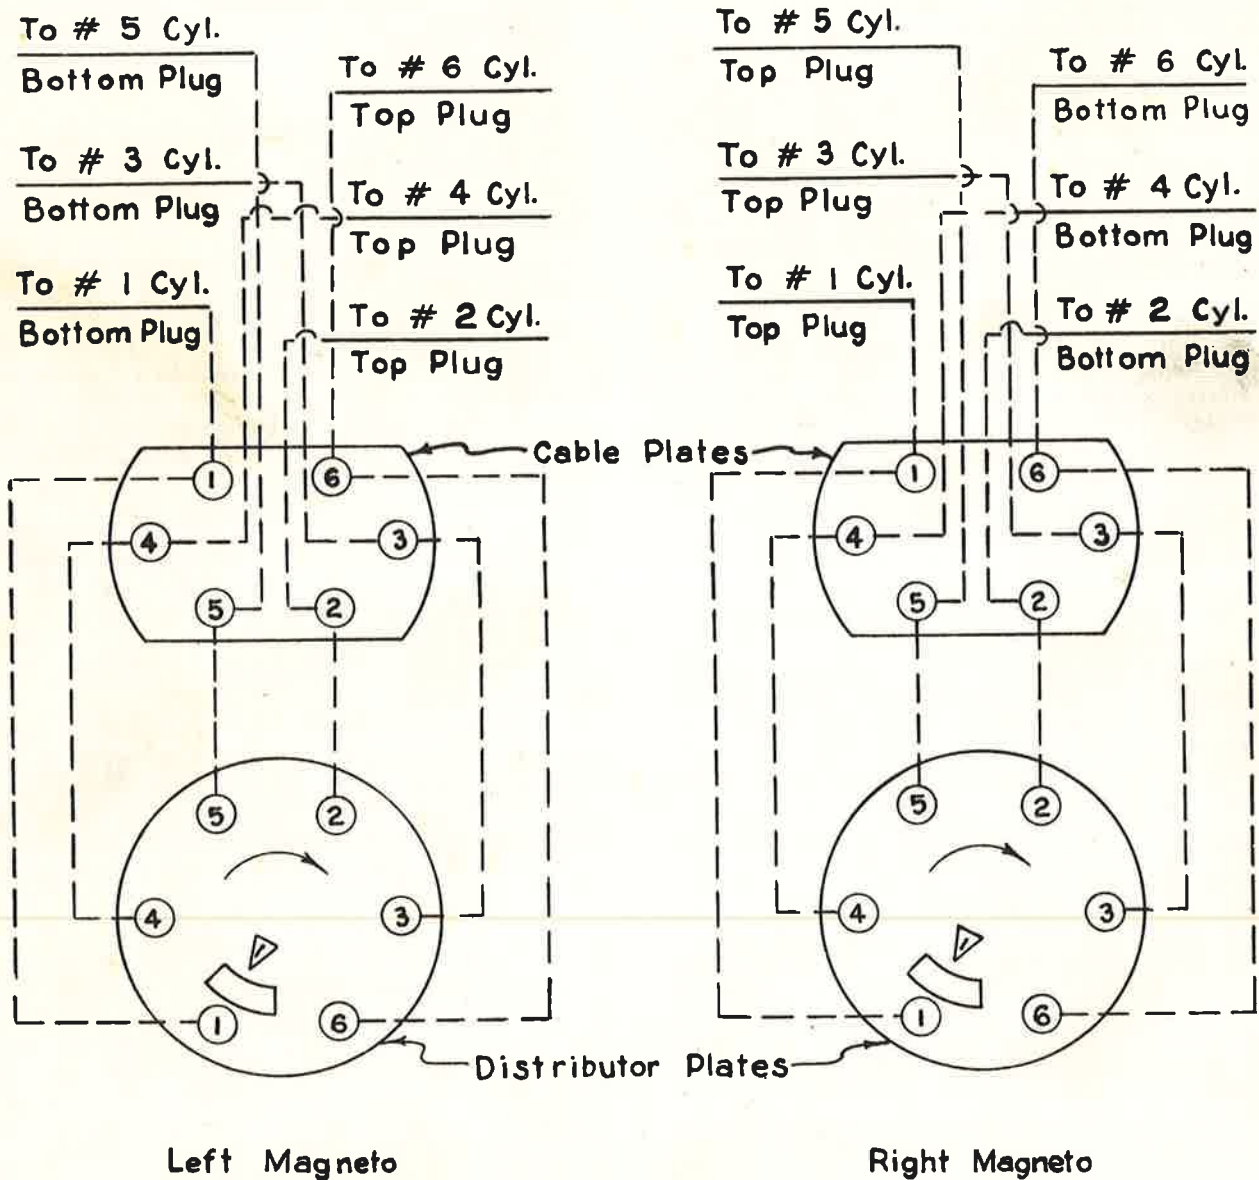 To # 5 Cyl.
Bottom Plug
To # 6 Cyl.
Top Plug
To # 3 Cyl.
Bottom Plug
To # 4 Cyl.
Top Plug
To # 1 Cyl.
Bottom Plug
To # 2 Cyl.
Top Plug
To # 5 Cyl.
Top Plug
To # 6 Cyl.
Bottom Plug
To # 3 Cyl.
Top Plug
To # 4 Cyl.
Bottom Plug
To # 1 Cyl.
Top Plug
To # 2 Cyl.
Bottom Plug
Cable Plates
1
6
4
3
5
2
1
6
4
3
5
2
5
2
4
3
1
1
6
5
2
4
3
1
1
6
Distributor Plates
Left Magneto
Right Magneto